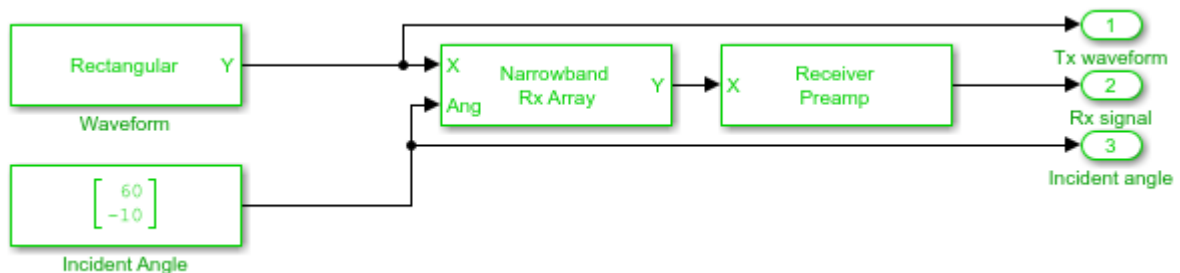 Rectangular
Y
Waveform
X
Ang
Narrowband
Rx Array
Y
X
Receiver
Preamp
1
Tx waveform
2
Rx signal
3
Incident angle
60
-10
Incident Angle